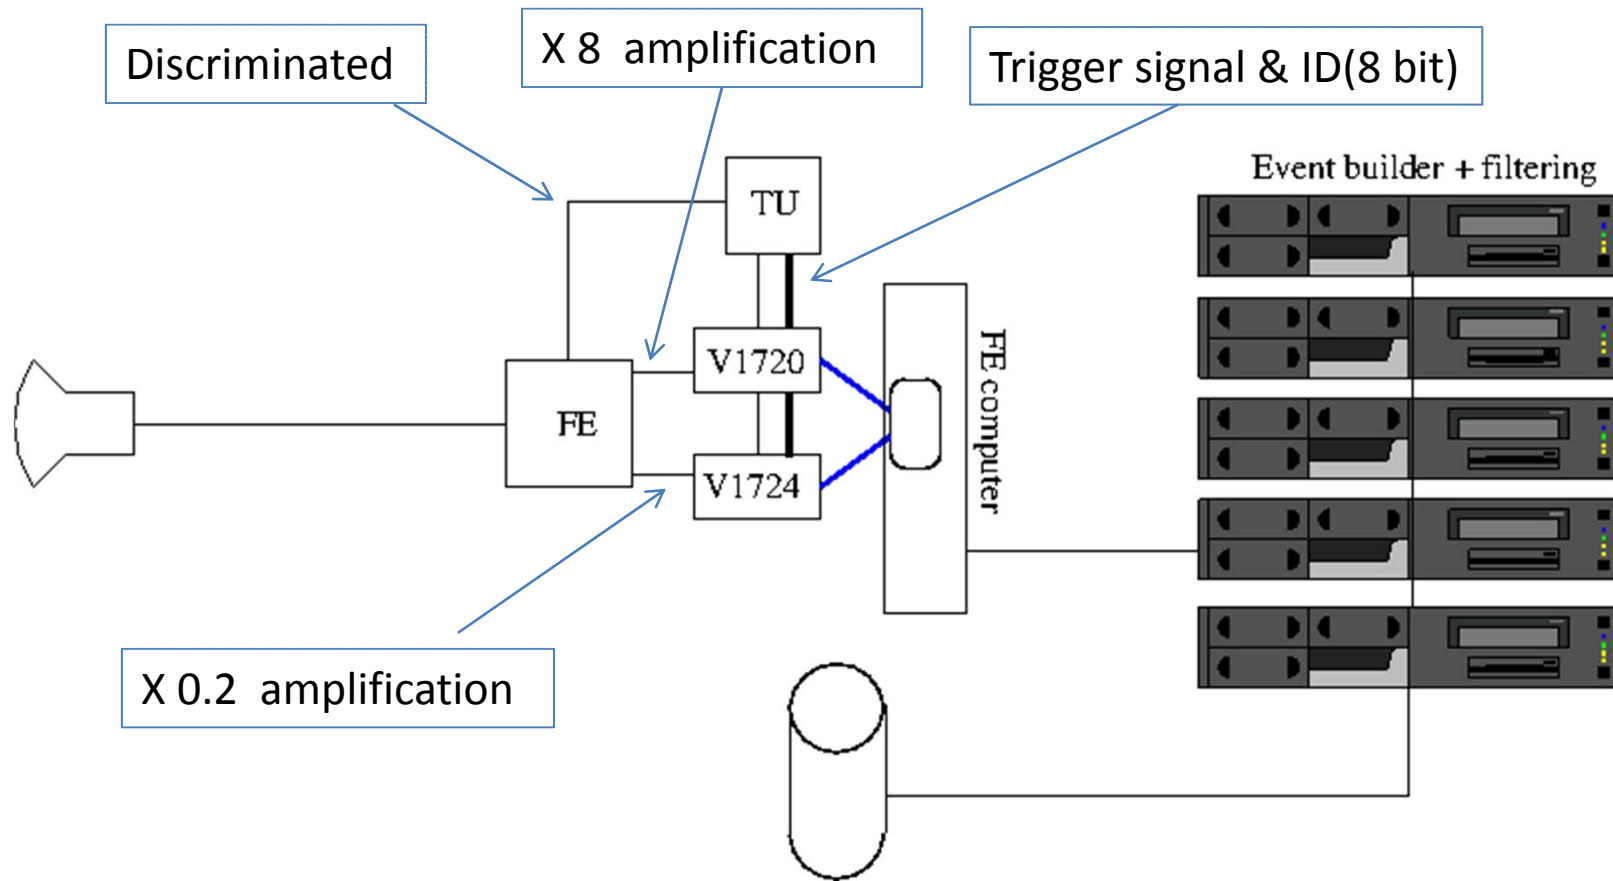 Discriminated
X 8 amplification
Trigger signal & ID(8 bit)
Event builder + filtering
TU
V1720
FE
V1724
FE computer
X 0.2 amplification